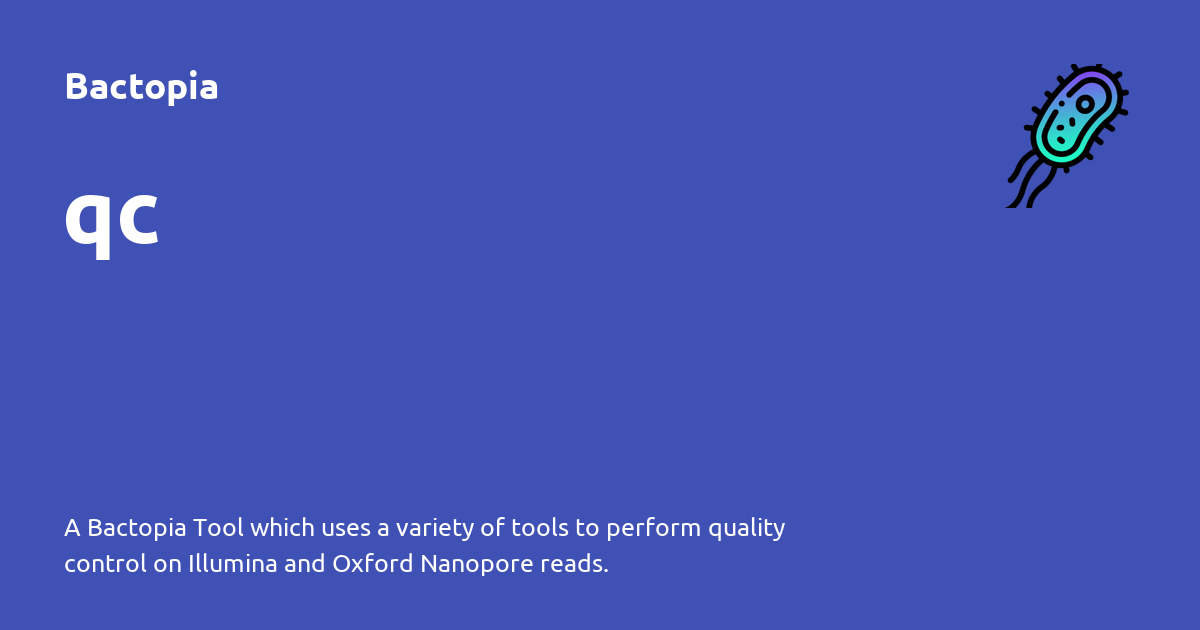 Bactopia
qc
A Bactopia Tool which uses a variety of tools to perform quality
control on Illumina and Oxford Nanopore reads.